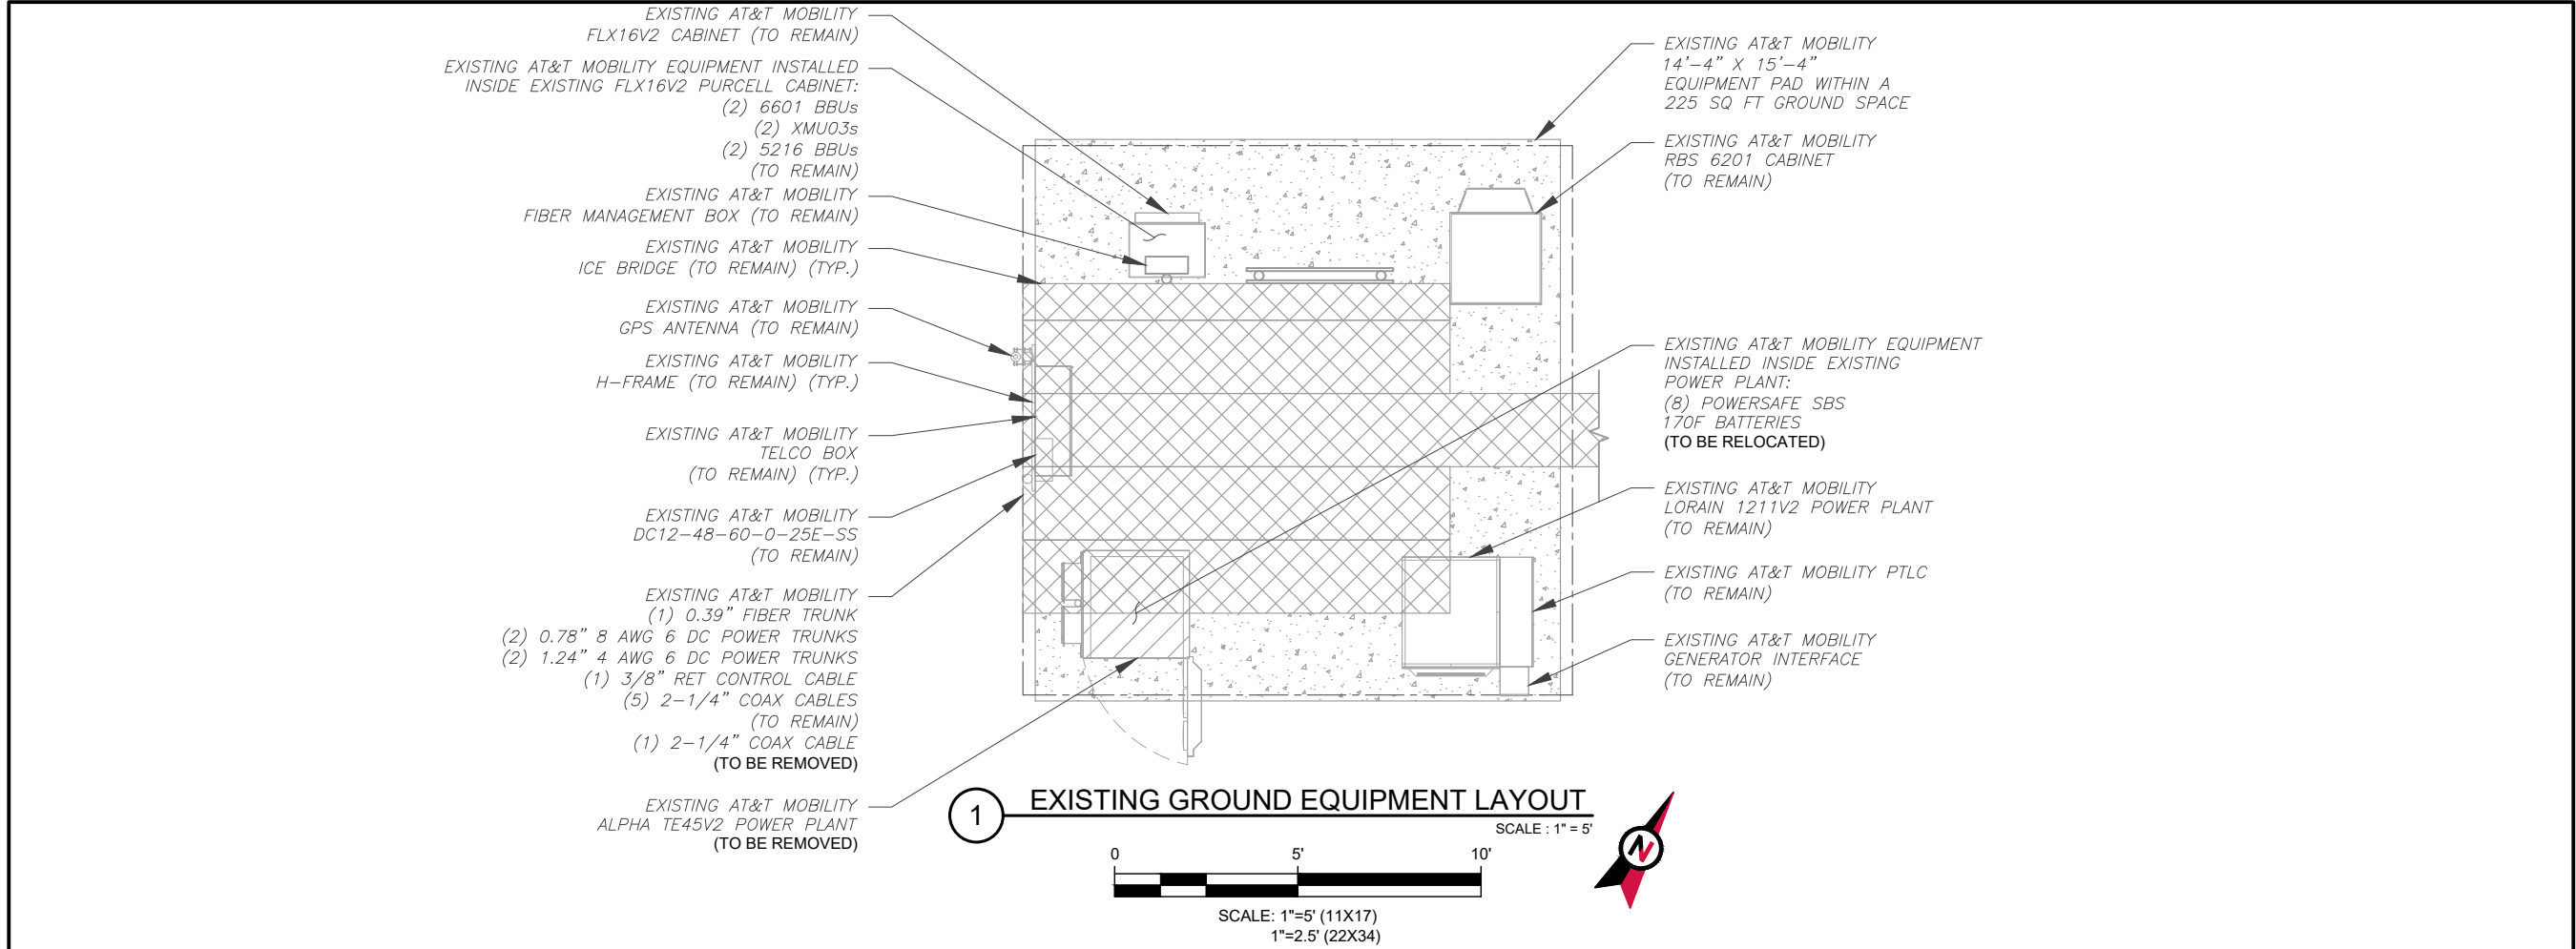 EXISTING AT&T MOBILITY
FLX16V2 CABINET (TO REMAIN)
EXISTING AT&T MOBILITY EQUIPMENT INSTALLED
INSIDE EXISTING FLX16V2 PURCELL CABINET:
(2) 6601 BBUs
(2) XMU03s
(2) 5216 BBUs
(TO REMAIN)
EXISTING AT&T MOBILITY
FIBER MANAGEMENT BOX (TO REMAIN)
EXISTING AT&T MOBILITY
ICE BRIDGE (TO REMAIN) (TYP.)
EXISTING AT&T MOBILITY
GPS ANTENNA (TO REMAIN)
EXISTING AT&T MOBILITY
H-FRAME (TO REMAIN) (TYP.)
EXISTING AT&T MOBILITY
TELCO BOX
(TO REMAIN) (TYP.)
EXISTING AT&T MOBILITY
DC12-48-60-0-25E-SS
(TO REMAIN)
EXISTING AT&T MOBILITY
(1) 0.39" FIBER TRUNK
(2) 0.78" 8 AWG 6 DC POWER TRUNKS
(2) 1.24" 4 AWG 6 DC POWER TRUNKS
(1) 3/8" RET CONTROL CABLE
(5) 2-1/4" COAX CABLES
(TO REMAIN)
(1) 2-1/4" COAX CABLE
(TO BE REMOVED)
EXISTING AT&T MOBILITY
ALPHA TE45V2 POWER PLANT
(TO BE REMOVED)
EXISTING AT&T MOBILITY
14'-4" X 15'-4"
EQUIPMENT PAD WITHIN A
225 SQ FT GROUND SPACE
EXISTING AT&T MOBILITY
RBS 6201 CABINET
(TO REMAIN)
EXISTING AT&T MOBILITY EQUIPMENT
INSTALLED INSIDE EXISTING
POWER PLANT:
(8) POWERSAFE SBS
170F BATTERIES
(TO BE RELOCATED)
EXISTING AT&T MOBILITY
LORAIN 1211V2 POWER PLANT
(TO REMAIN)
EXISTING AT&T MOBILITY PTLC
(TO REMAIN)
EXISTING AT&T MOBILITY
GENERATOR INTERFACE
(TO REMAIN)
1 EXISTING GROUND EQUIPMENT LAYOUT
SCALE : 1" = 5'
0 5' 10'
SCALE: 1"=5' (11X17)
1"=2.5' (22X34)
N